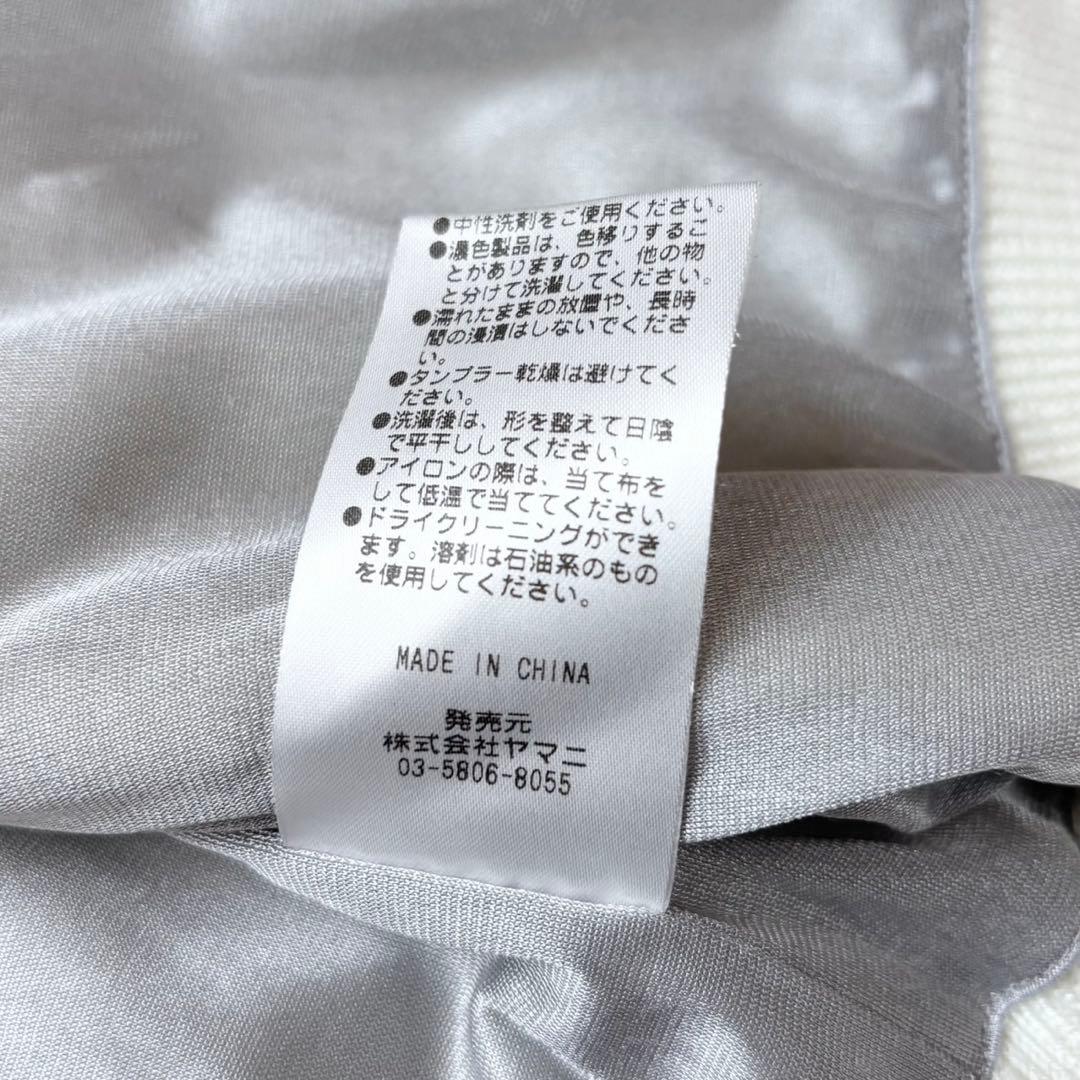 ●中性洗剤をご使用ください。
●濃色製品は、色移りするこ
とがありますので、他の物
と分けて洗濯してください。
●濡れたままの放置や、長時
間の浸漬はしないでくださ
い。
●タンブラー乾燥は避けてく
ださい。
●洗濯後は、形を整えて日陰
で平干ししてください。
●アイロンの際は、当て布を
して低温で当ててください。
●ドライクリーニングができ
ます。溶剤は石油系のもの
を使用してください。
MADE IN CHINA
発売元
株式会社ヤマニ
03-5806-8055